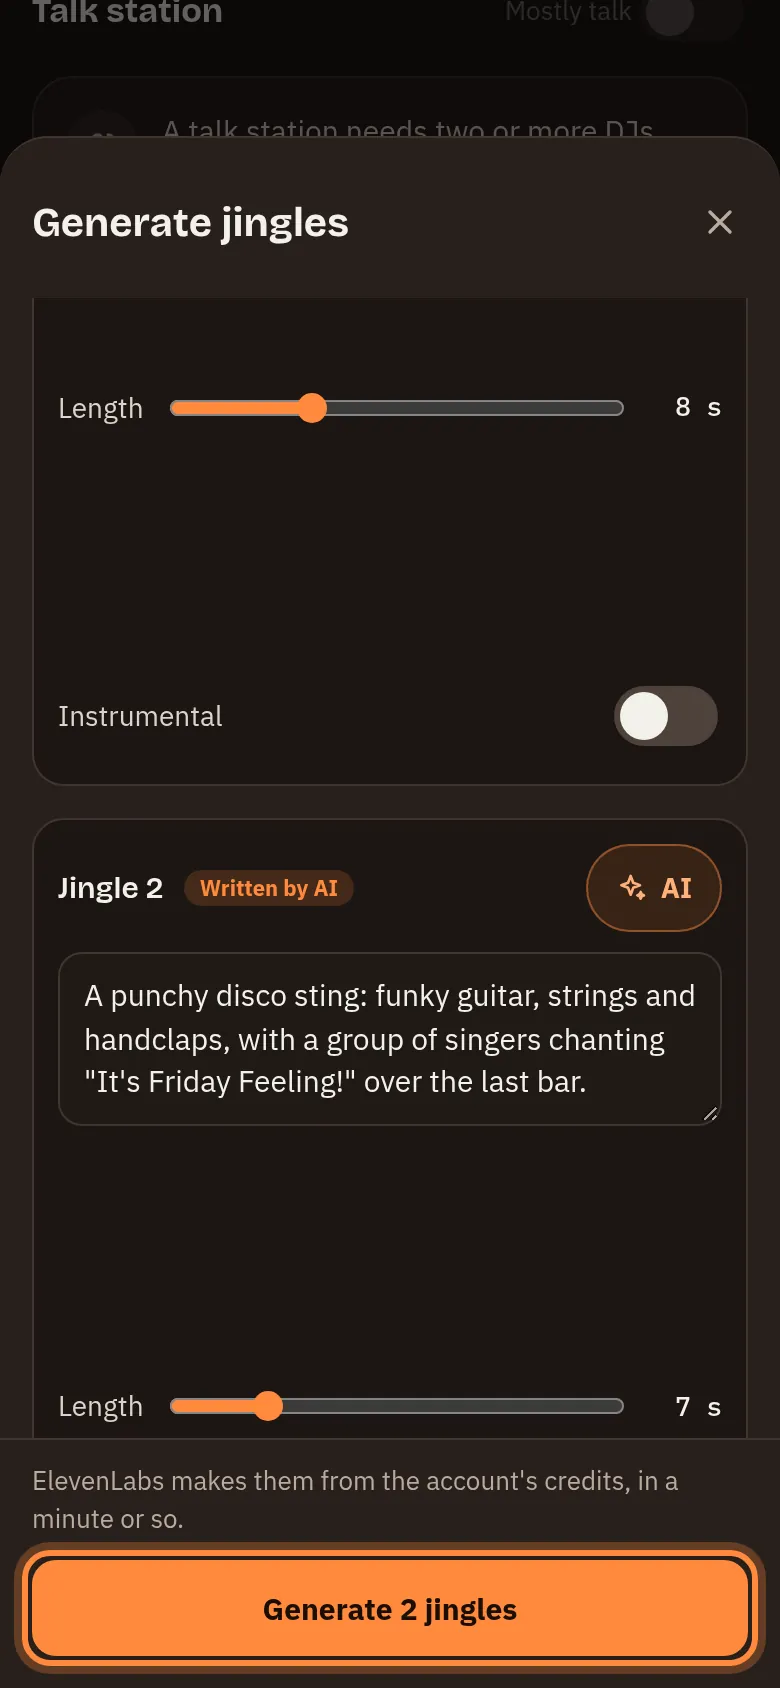 Talk station
Mostly talk
A talk station needs two or more DJs
Generate jingles
Length
8 s
Instrumental
Jingle 2
Written by AI
AI
A punchy disco sting: funky guitar, strings and
handclaps, with a group of singers chanting
"It's Friday Feeling!" over the last bar.
Length
7 s
ElevenLabs makes them from the account's credits, in a
minute or so.
Generate 2 jingles